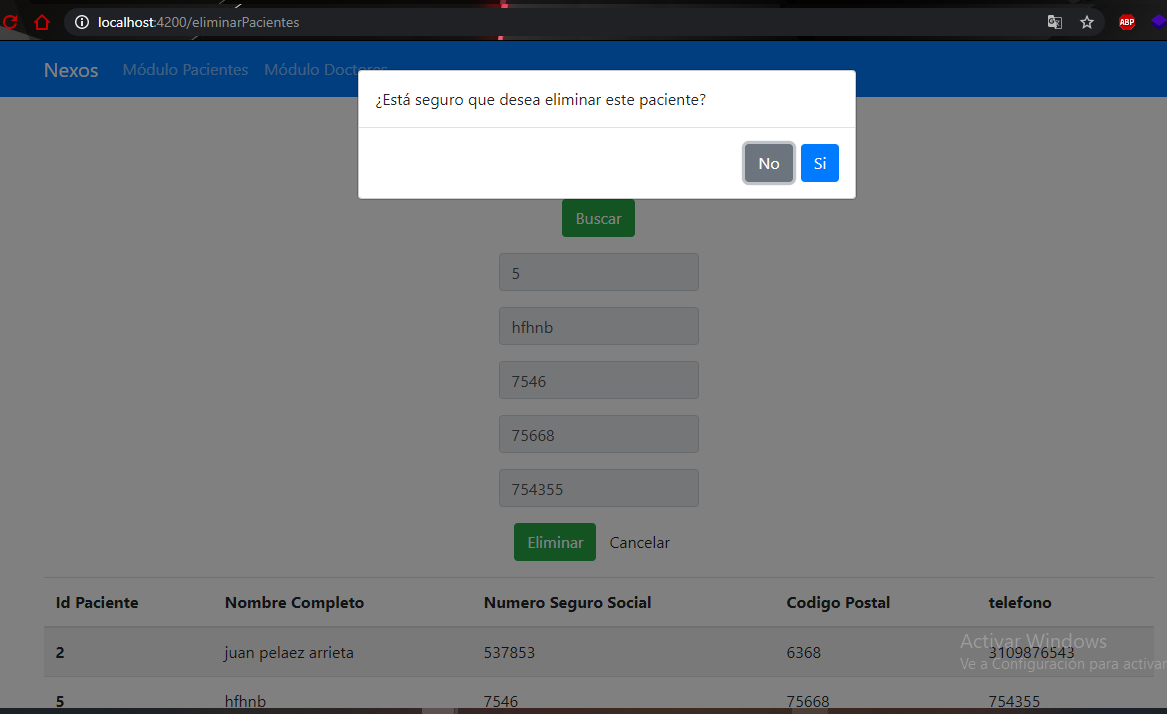 localhost:4200/eliminarPacientes
ABP
Nexos Módulo Pacientes Módulo Doctores
¿Está seguro que desea eliminar este paciente?
No Si
Buscar
5
hfhnb
7546
75668
754355
Eliminar Cancelar
Id Paciente Nombre Completo Numero Seguro Social Codigo Postal telefono
2 juan pelaez arrieta 537853 6368 3109876543
Activar Windows
Ve a Configuración para activar
5 hfhnb 7546 75668 754355